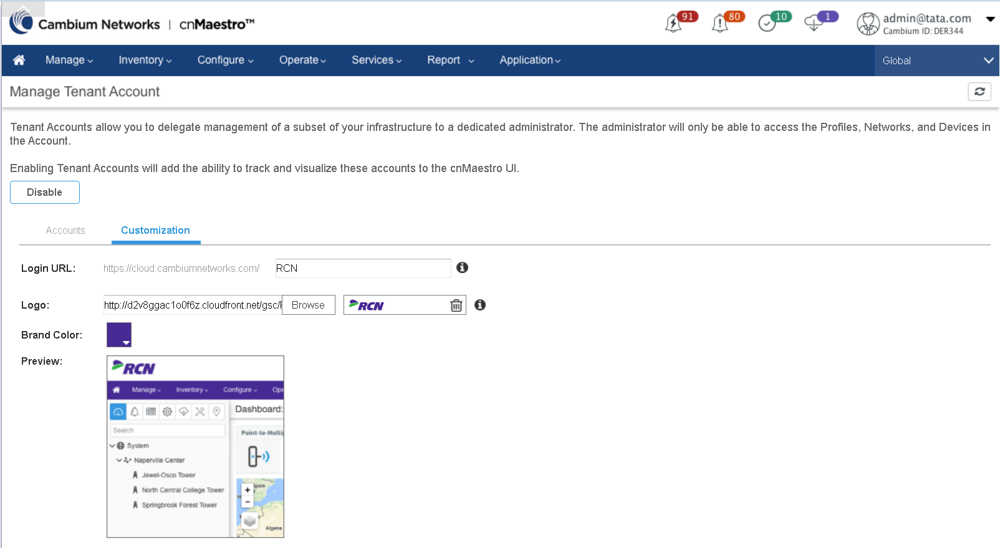 Cambium Networks | cnMaestro™
91
80
10
1
admin@tata.com
Cambium ID: DER344
Manage
Inventory
Configure
Operate
Services
Report
Application
Global
Manage Tenant Account
Tenant Accounts allow you to delegate management of a subset of your infrastructure to a dedicated administrator. The administrator will only be able to access the Profiles, Networks, and Devices in
the Account.
Enabling Tenant Accounts will add the ability to track and visualize these accounts to the cnMaestro UI.
Disable
Accounts
Customization
Login URL:
https://cloud.cambiumnetworks.com/
RCN
Logo:
http://d2v8ggac1o0f6z.cloudfront.net/gsc/
Browse
RCN
Brand Color:
Preview:
RCN
Manage
Inventory
Configure
Ope
Dashboard:
Search
Point-to-Multip
System
Naperville Center
Jewel-Osco Tower
North Central College Tower
Springbrook Forest Tower
+
Spain
-
Algeria